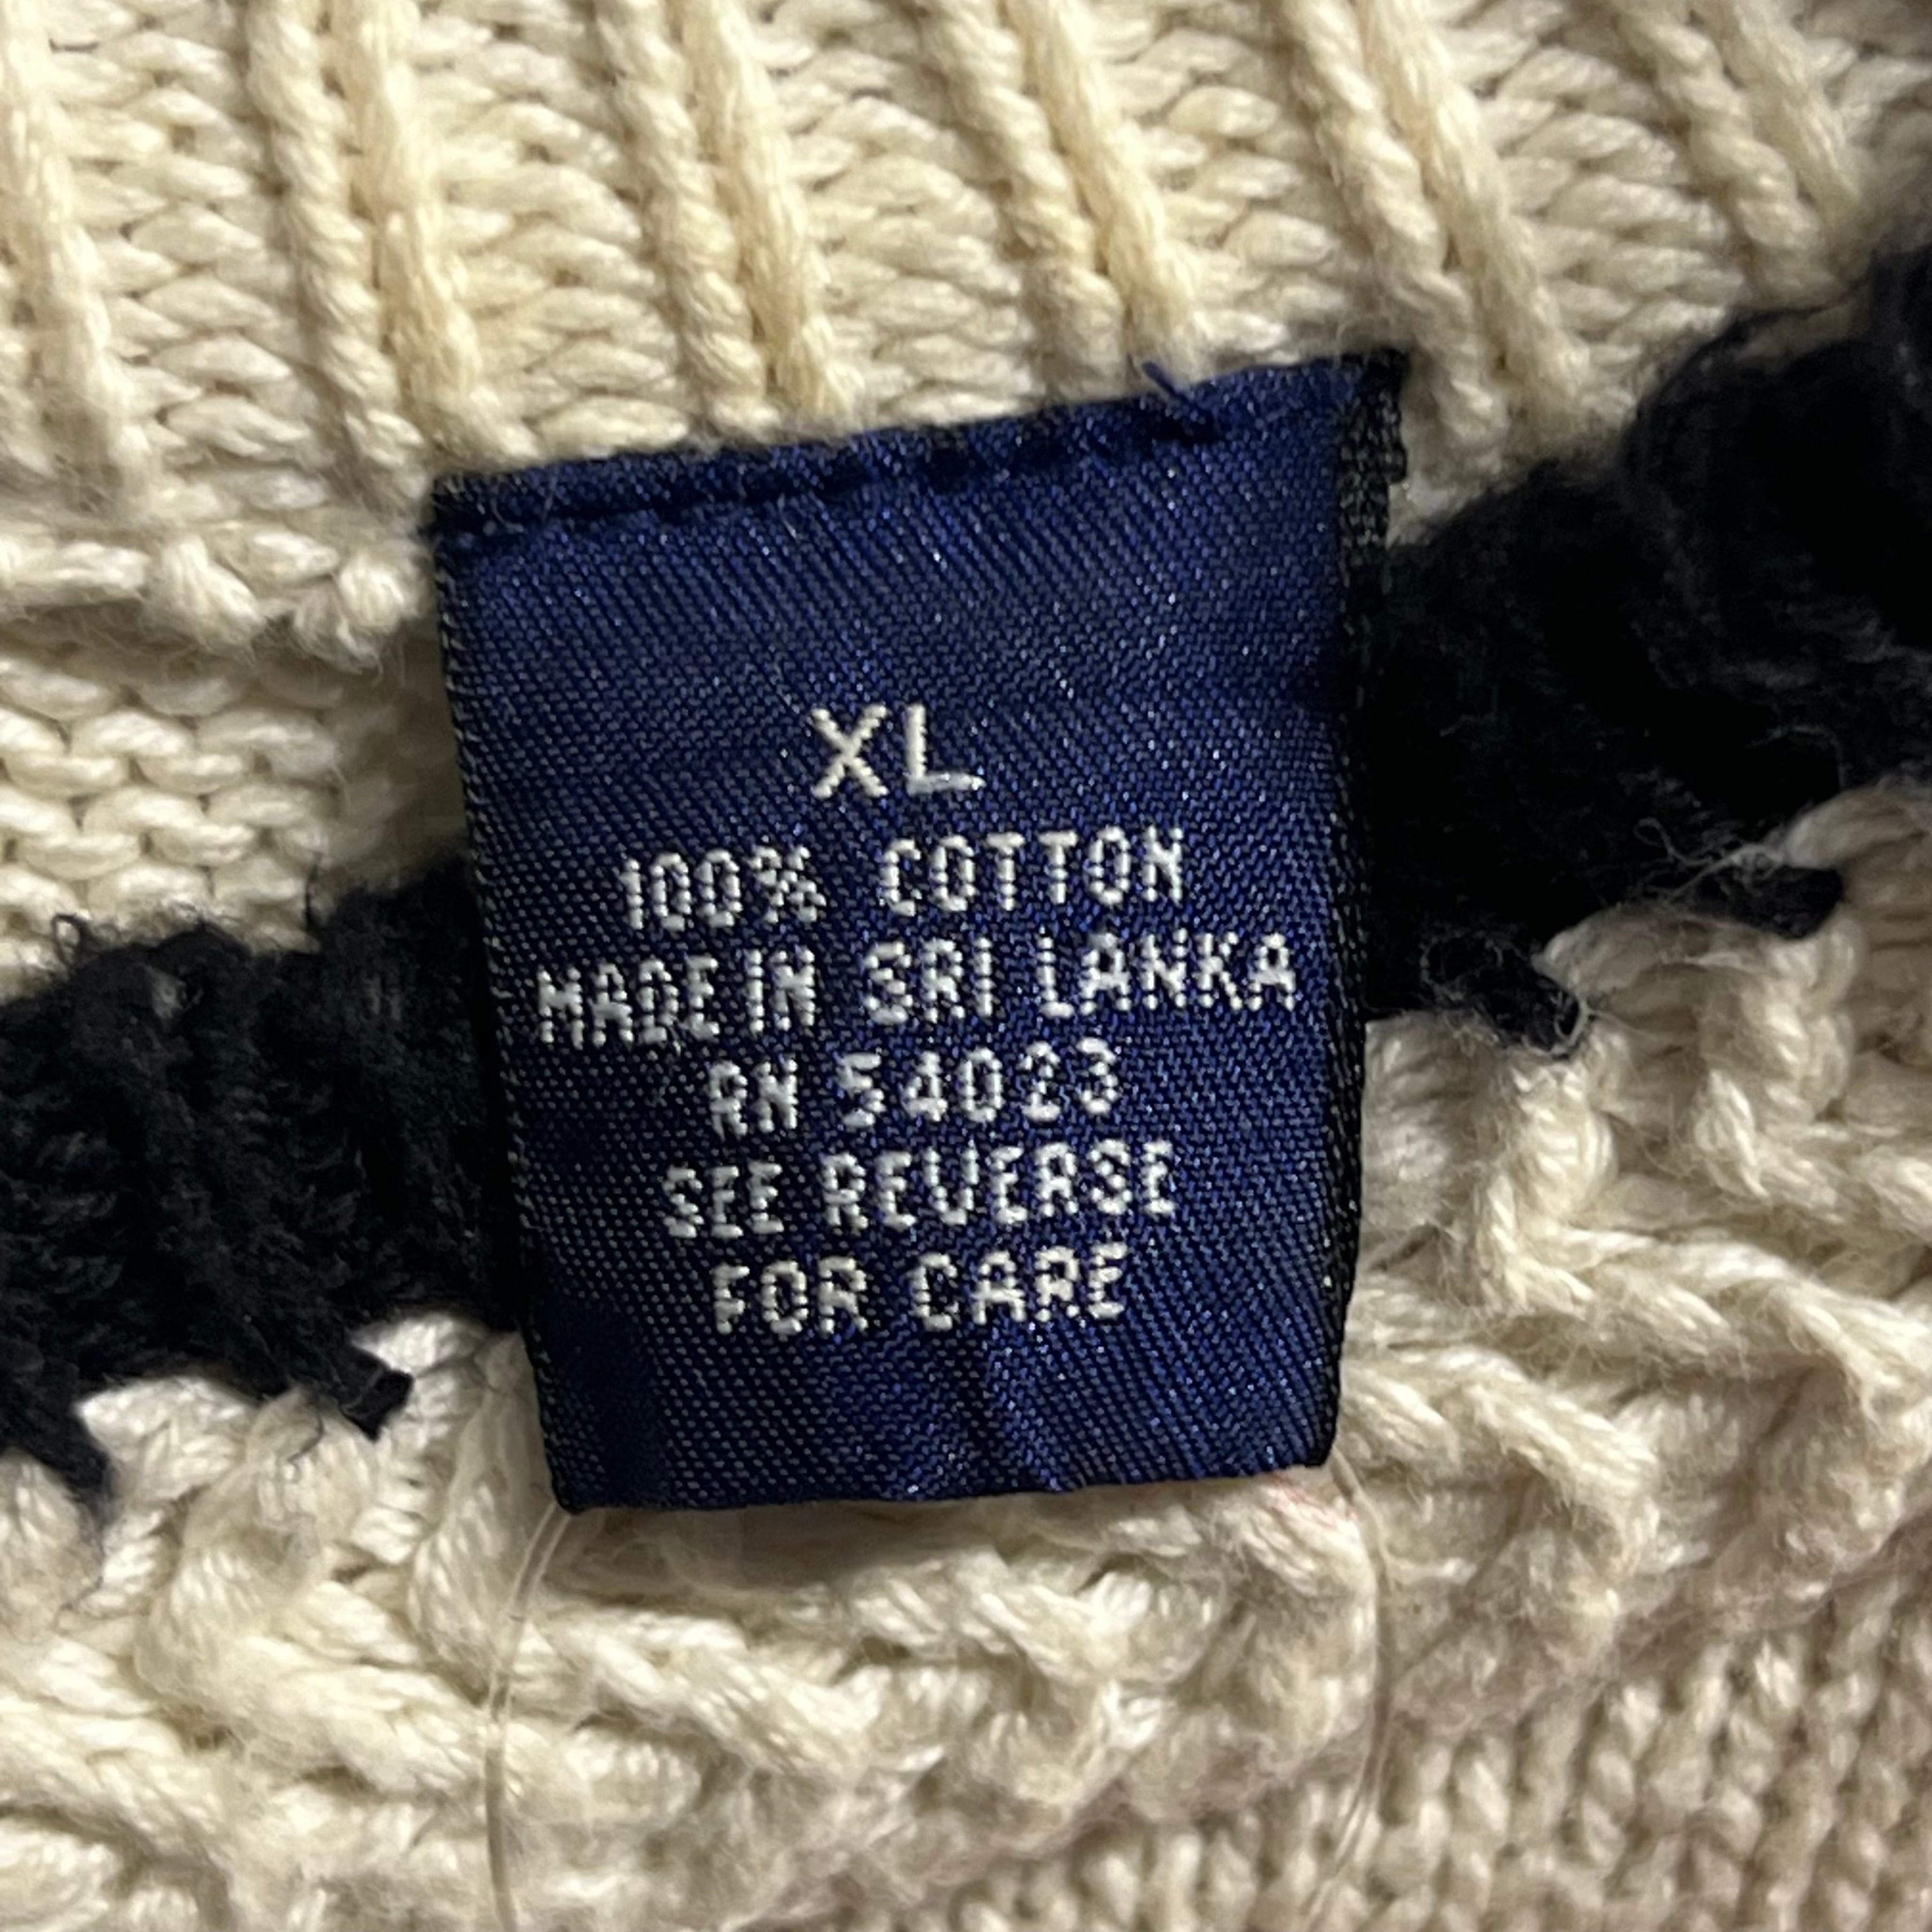 XL
100% COTTON
MADE IN SRI LANKA
RN 54023
SEE REVERSE
FOR CARE